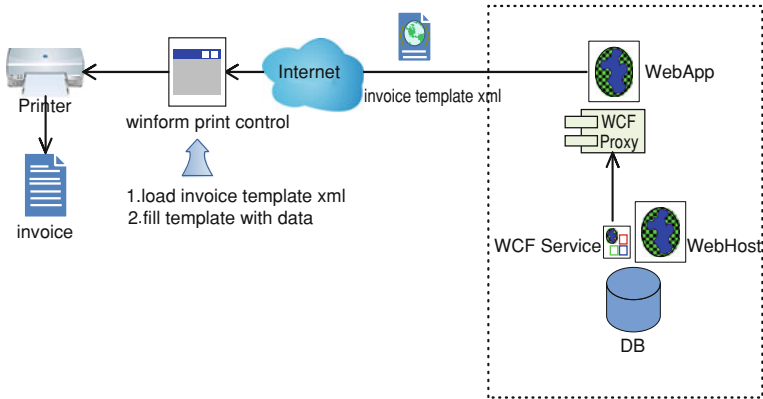 Printer
invoice
winform print control
1.load invoice template xml
2.fill template with data
Internet
invoice template xml
WebApp
WCF
Proxy
WCF Service
WebHost
DB